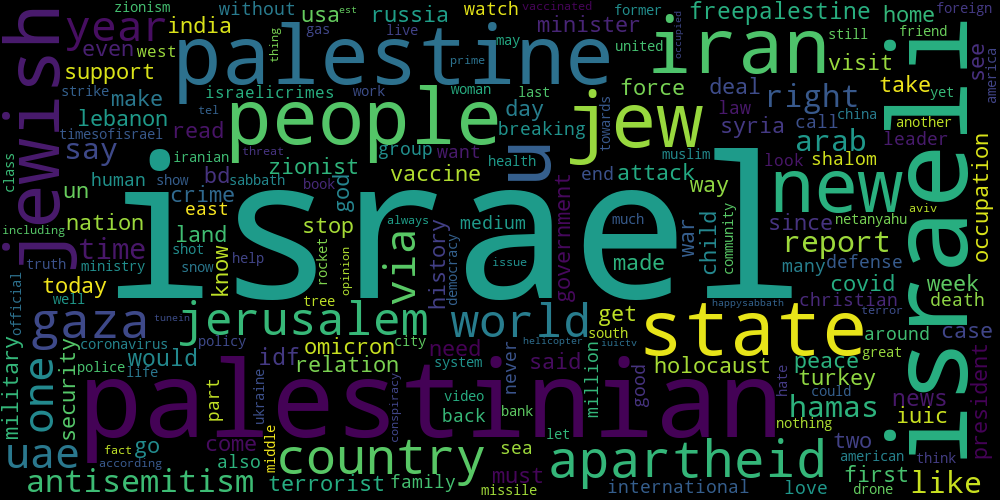 zionism
year
india
without
usa
russia
watch
vaccinated
former
foreign
est
gas
live
minister
freepalestine
home
friend
even
west
palestine
thing
may
united
iran
still
visit
see
america
support
israelicrimes
strike
make
work
prime
occupied
take
yet
jewish
lebanon
people
woman
last
force
deal
right
china
another
timesofisrael
say
read
tel
day
breaking
jew
towards
law
syria
call
arab
leader
class
iranian
threat
zionist
group
want
health
muslim
look
shalom
un
human
show
bd
sabbath
book
god
vaccine
u
end
attack
way
new
israeli
crime
east
including
nation
land
stop
always
medium
israel
government
war
child
community
since
netanyahu
aviv
occupation
truth
time
shot
know
rocket
opinion
via
history
democracy
issue
made
report
many
defense
ministry
snow
help
today
well
official
tree
happysabbath
christian
covid
week
death
terror
gaza
tunein
jerusalem
city
world
helicopter
south
get
state
around
case
coronavirus
policy
omicron
great
military
uae
one
security
police
would
idf
relation
need
said
iuictv
holocaust
peace
president
life
ukraine
part
conspiracy
system
never
million
good
hate
could
turkey
news
palestinian
video
back
bank
nothing
hamas
iuic
fact
go
come
middle
country
sea
let
apartheid
two
american
think
according
also
antisemitism
terrorist
family
missile
must
international
love
drone
first
like